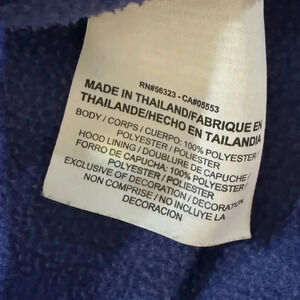 RN#56323 - CA#05553
MADE IN THAILAND/FABRIQUE EN
THAILANDE/HECHO EN TAILANDIA
BODY / CORPS / CUERPO: 100% POLYESTER /
POLYESTER / POLIESTER
HOOD LINING / DOUBLURE DE CAPUCHE /
FORRO DE CAPUCHA: 100% POLYESTER /
POLYESTER / POLIESTER
EXCLUSIVE OF DECORATION / DECORATION
NON COMPRISE / NO INCLUYE LA
DECORACION